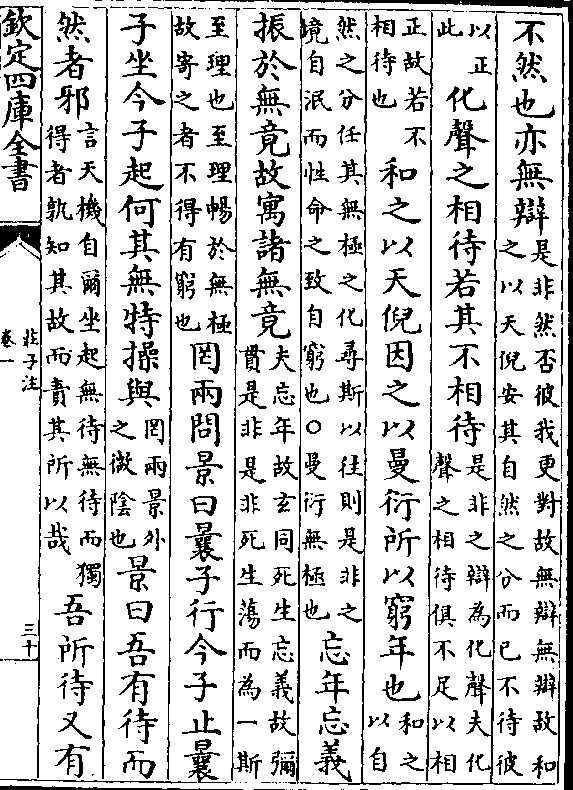 不然也亦無辯是非然否彼我更對故無辯無辯故和之以天倪安其自然之分而已不待彼
以正此化聲之相待若其不相待是非之辯為化聲夫化聲之相待俱不足以相
正故若不相待也和之以天倪因之以曼衍所以窮年也和之以自
然之分任其無極之化尋斯以往則是非之境自泯而性命之致自窮也○曼衍無極也忘年忘義
振於無竟故寓諸無竟夫忘年故玄同死生忘義故彌貫是非是非死生蕩而為一斯
至理也至理暢於無極故寄之者不得有窮也罔兩問景曰曩子行今子止曩
子坐今子起何其無特操與罔兩景外之微陰也景曰吾有待而
然者邪言天機自爾坐起無待無待而獨得者孰知其故而責其所以哉吾所待又有
欽定四庫全書
莊子注
卷一
三十